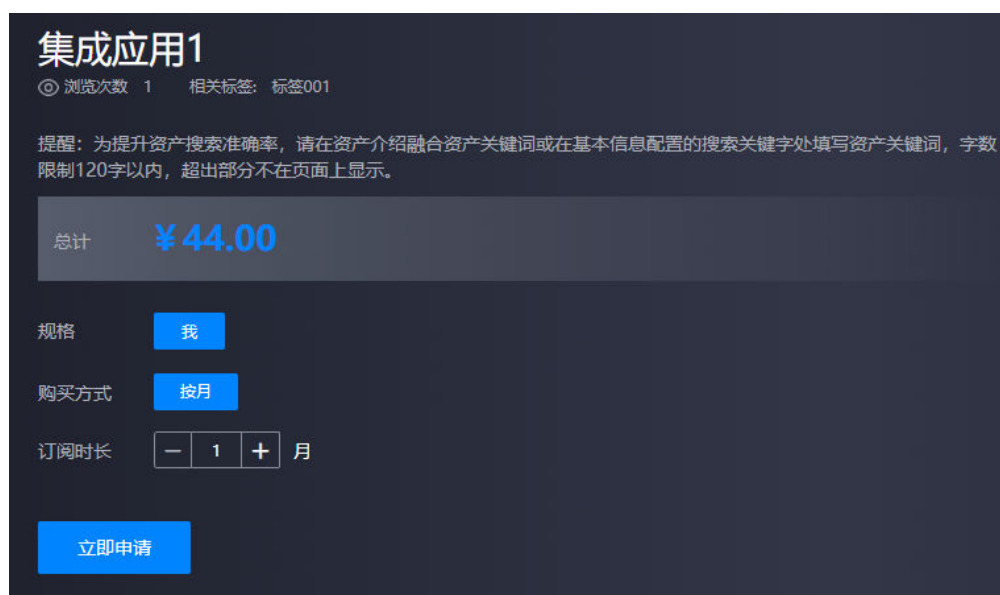 集成应用1
浏览次数 1 相关标签: 标签001
提醒：为提升资产搜索准确率，请在资产介绍融合资产关键词或在基本信息配置的搜索关键字处填写资产关键词，字数
限制120字以内，超出部分不在页面上显示。
总计 ¥44.00
规格 我
购买方式 按月
订阅时长 — 1 + 月
立即申请